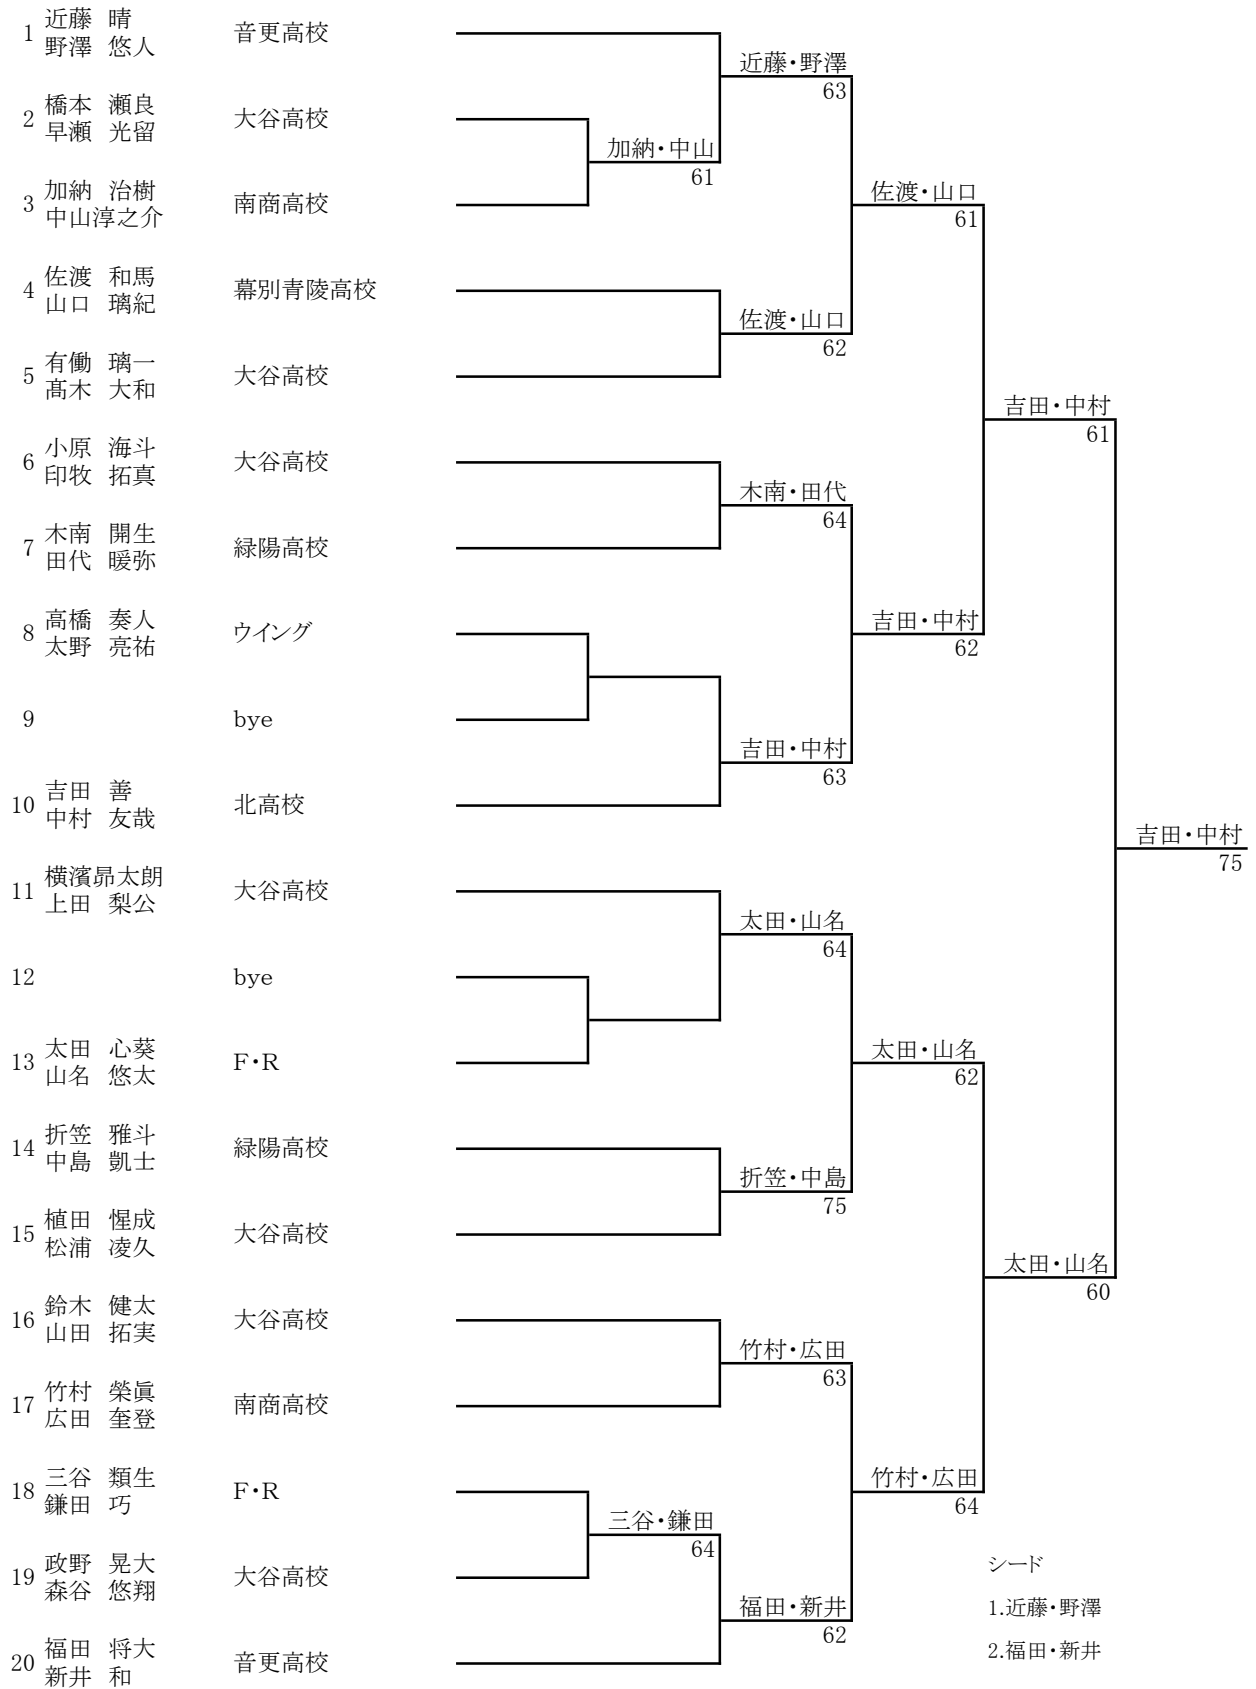 近藤 晴
1 音更高校
野澤 悠人
近藤・野澤
63
橋本 瀬良
2 大谷高校
早瀬 光留
加納・中山
61
加納 治樹
3 南商高校
中山淳之介
佐渡・山口
61
佐渡 和馬
4 幕別青陵高校
山口 璃紀
佐渡・山口
62
有働 璃一
5 大谷高校
髙木 大和
吉田・中村
61
小原 海斗
6 大谷高校
印牧 拓真
木南・田代
64
木南 開生
7 緑陽高校
田代 暖弥
高橋 奏人
8 ウイング
太野 亮祐
吉田・中村
62
9 bye
吉田・中村
63
吉田 善
10 北高校
中村 友哉
吉田・中村
75
横濱昴太朗
11 大谷高校
上田 梨公
太田・山名
64
12 bye
太田 心葵
13 F・R
山名 悠太
太田・山名
62
折笠 雅斗
14 緑陽高校
中島 凱士
折笠・中島
75
植田 惺成
15 大谷高校
松浦 凌久
太田・山名
60
鈴木 健太
16 大谷高校
山田 拓実
竹村・広田
63
竹村 榮眞
17 南商高校
広田 奎登
三谷 類生
18 F・R
鎌田 巧
竹村・広田
64
三谷・鎌田
64
政野 晃大
19 大谷高校
森谷 悠翔
福田・新井
62
福田 将大
20 音更高校
新井 和
シード
1.近藤・野澤
2.福田・新井